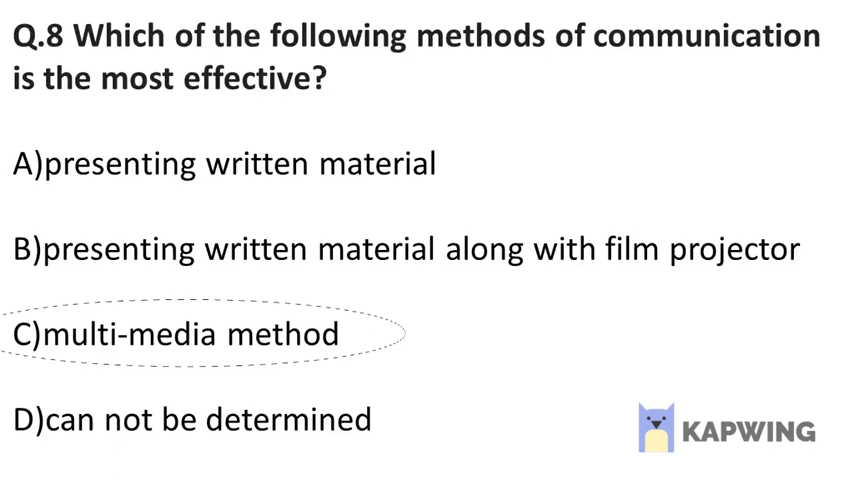 Q.8 Which of the following methods of communication
is the most effective?
A)presenting written material
B)presenting written material along with film projector
C)multi-media method
D)can not be determined
KAPWING